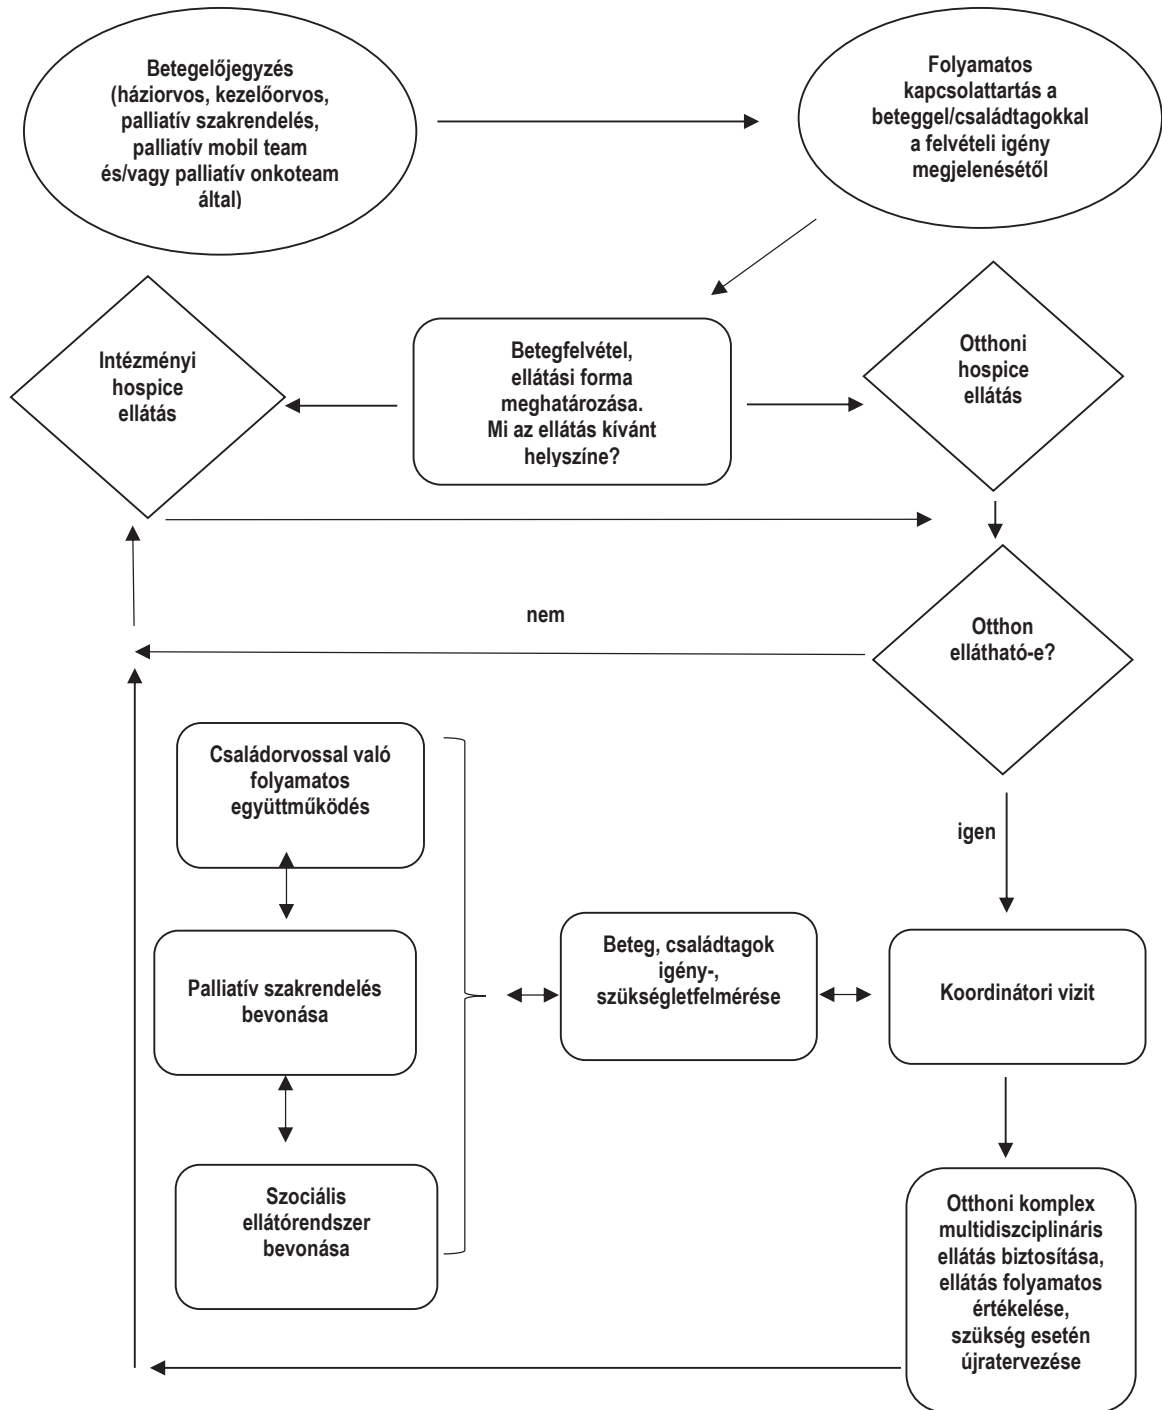 Betegelőjegyzés
(háziorvos, kezelőorvos,
palliatív szakrendelés,
palliatív mobil team
és/vagy palliatív onkoteam
által)
Folyamatos
kapcsolattartás a
beteggel/családtagokkal
a felvételi igény
megjelenésétől
Intézményi
hospice
ellátás
Betegfelvétel,
ellátási forma
meghatározása.
Mi az ellátás kívánt
helyszíne?
Otthoni
hospice
ellátás
nem
Otthon
ellátható-e?
igen
Családorvossal való
folyamatos
együttműködés
Palliatív szakrendelés
bevonása
Szociális
ellátórendszer
bevonása
Beteg, családtagok
igény-,
szükségletfelmérése
Koordinátori vizit
Otthoni komplex
multidiszciplináris
ellátás biztosítása,
ellátás folyamatos
értékelése,
szükség esetén
újratervezése